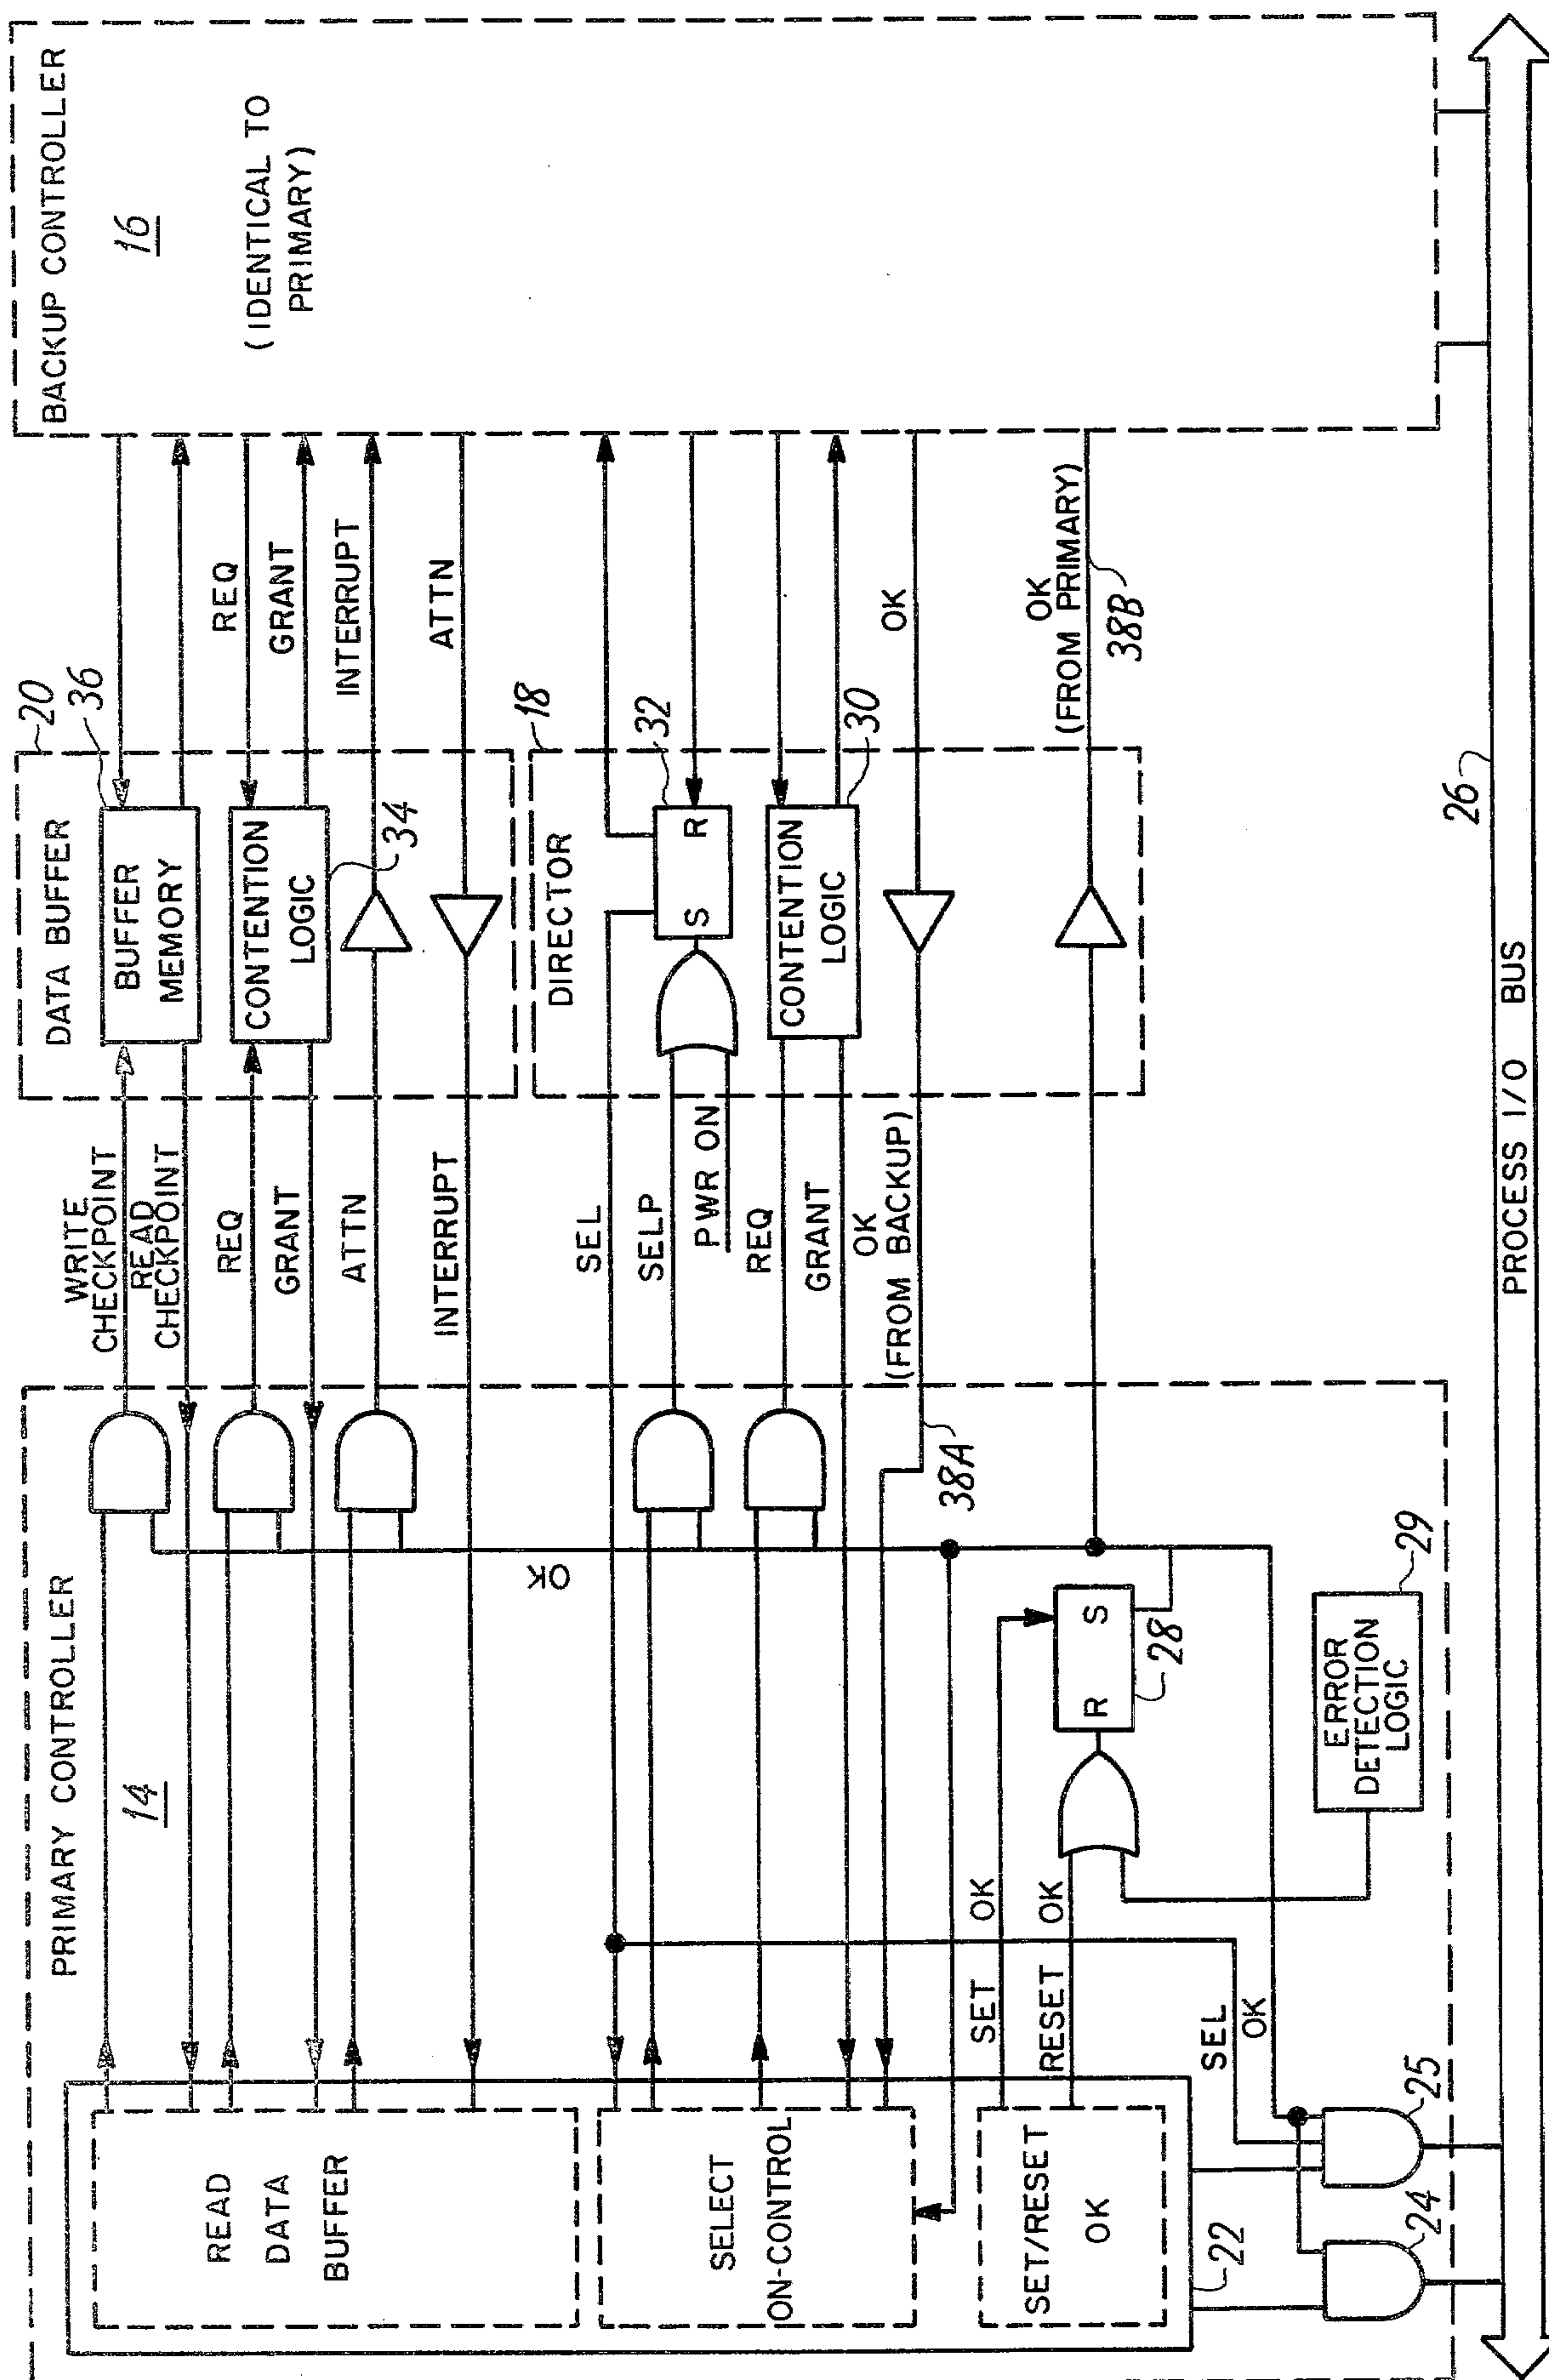 PRIMARY CONTROLLER
14
READ
DATA
BUFFER
SELECT
ON-CONTROL
SET/RESET
OK
22
24
25
SEL
OK
SET OK
RESET OK
R S
28
ERROR
DETECTION
LOGIC
29
OK
38A
WRITE
CHECKPOINT
READ
CHECKPOINT
REQ
GRANT
ATTN
INTERRUPT
SEL
SELP
PWR ON
REQ
GRANT
OK
(FROM BACKUP)
DATA BUFFER
20
36
BUFFER
MEMORY
CONTENTION
LOGIC
34
DIRECTOR
18
32
S R
CONTENTION
LOGIC
30
REQ
GRANT
INTERRUPT
ATTN
OK
OK
(FROM PRIMARY)
38B
BACKUP CONTROLLER
16
(IDENTICAL TO
PRIMARY)
26
PROCESS I/O BUS